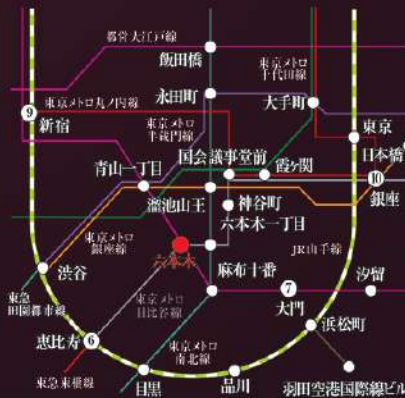 都営大江戸線
飯田橋
東京メトロ
千代田線
永田町
大手町
9
東京メトロ丸ノ内線
新宿
東京メトロ
半蔵門線
東京
日本橋
青山一丁目
国会議事堂前
霞ヶ関
10
銀座
溜池山王
神谷町
六本木一丁目
東京メトロ
銀座線
六本木
JR山手線
渋谷
麻布十番
東急
田園都市線
東京メトロ
日比谷線
7
大門
汐留
恵比寿
6
東京メトロ
南北線
浜松町
東急東横線
目黒
品川
羽田空港国際線ビル